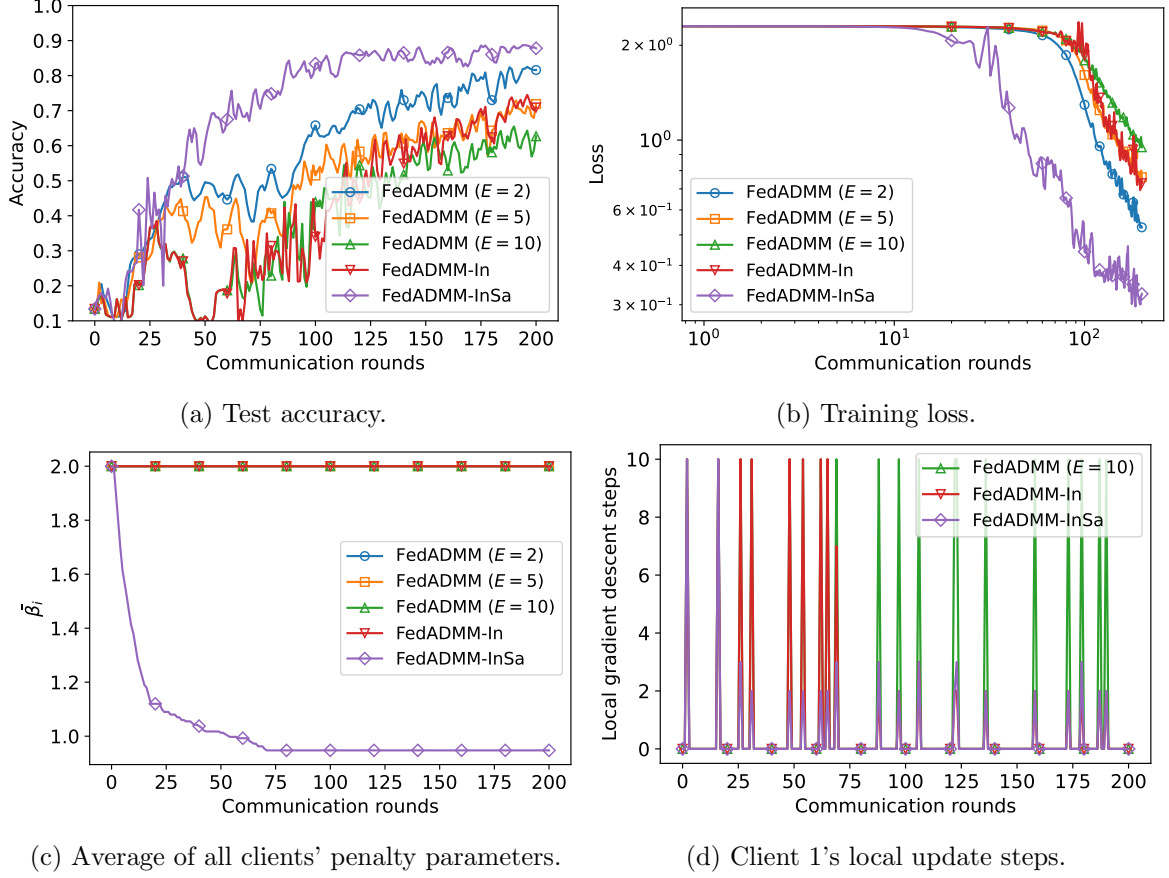 1.0
0.9
0.8
0.7
0.6
0.5
0.4
0.3
0.2
0.1
Accuracy
0 25 50 75 100 125 150 175 200
Communication rounds
FedADMM (E = 2)
FedADMM (E = 5)
FedADMM (E = 10)
FedADMM-In
FedADMM-InSa
(a) Test accuracy.
2 × 10⁰
10⁰
6 × 10⁻¹
4 × 10⁻¹
3 × 10⁻¹
Loss
10⁰ 10¹ 10²
Communication rounds
FedADMM (E = 2)
FedADMM (E = 5)
FedADMM (E = 10)
FedADMM-In
FedADMM-InSa
(b) Training loss.
2.0
1.8
1.6
1.4
1.2
1.0
β̄ᵢ
0 25 50 75 100 125 150 175 200
Communication rounds
FedADMM (E = 2)
FedADMM (E = 5)
FedADMM (E = 10)
FedADMM-In
FedADMM-InSa
(c) Average of all clients' penalty parameters.
10
8
6
4
2
0
Local gradient descent steps
0 25 50 75 100 125 150 175 200
Communication rounds
FedADMM (E = 10)
FedADMM-In
FedADMM-InSa
(d) Client 1's local update steps.